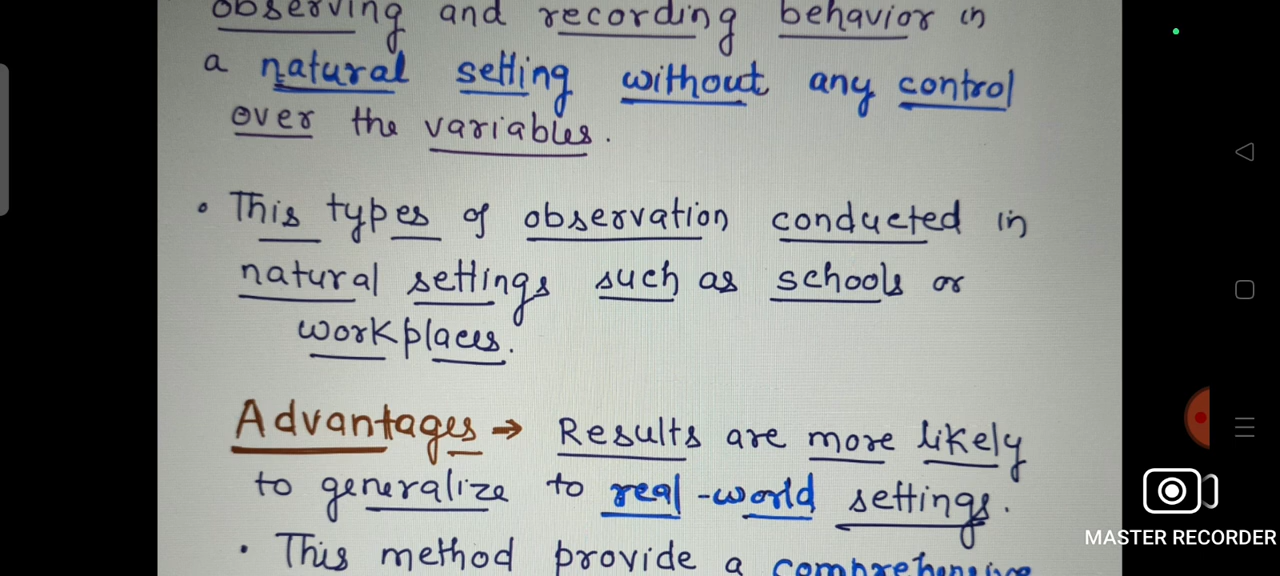 observing and recording behavior in
a natural setting without any control
over the variables.
• This types of observation conducted in
natural settings such as schools or
workplaces.
Advantages → Results are more likely
to generalize to real-world settings.
• This method provide a comprehensive
MASTER RECORDER